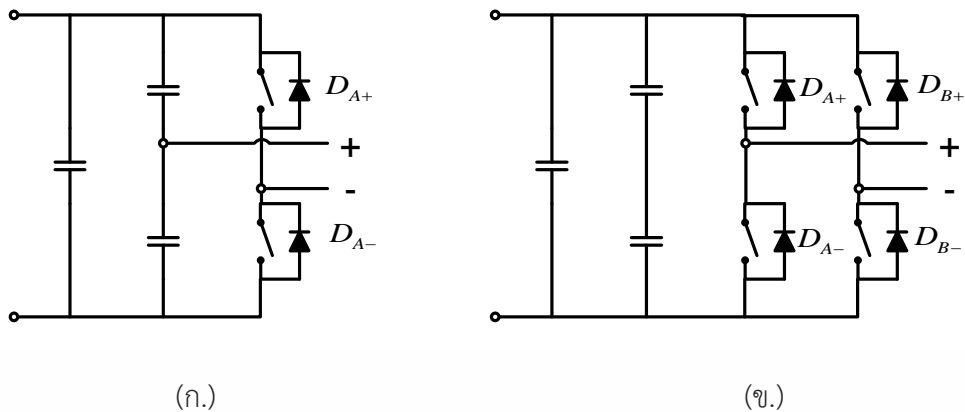 D_{A+}
+
-
D_{A-}
(ก.)
D_{A+}
D_{B+}
+
-
D_{A-}
D_{B-}
(ข.)